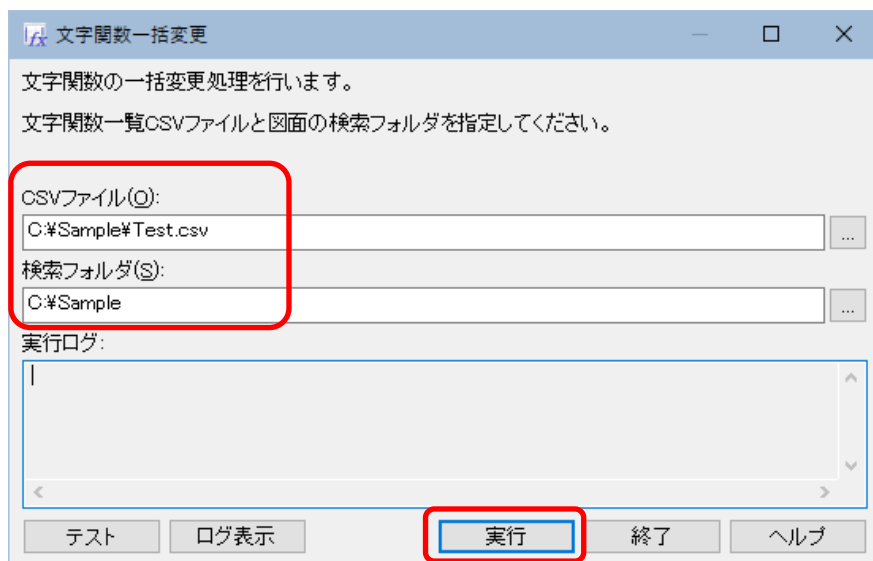 文字関数一括変更
文字関数の一括変更処理を行います。
文字関数一覧CSVファイルと図面の検索フォルダを指定してください。
CSVファイル(O):
C:¥Sample¥Test.csv
...
検索フォルダ(S):
C:¥Sample
...
実行ログ:
テスト ログ表示 実行 終了 ヘルプ